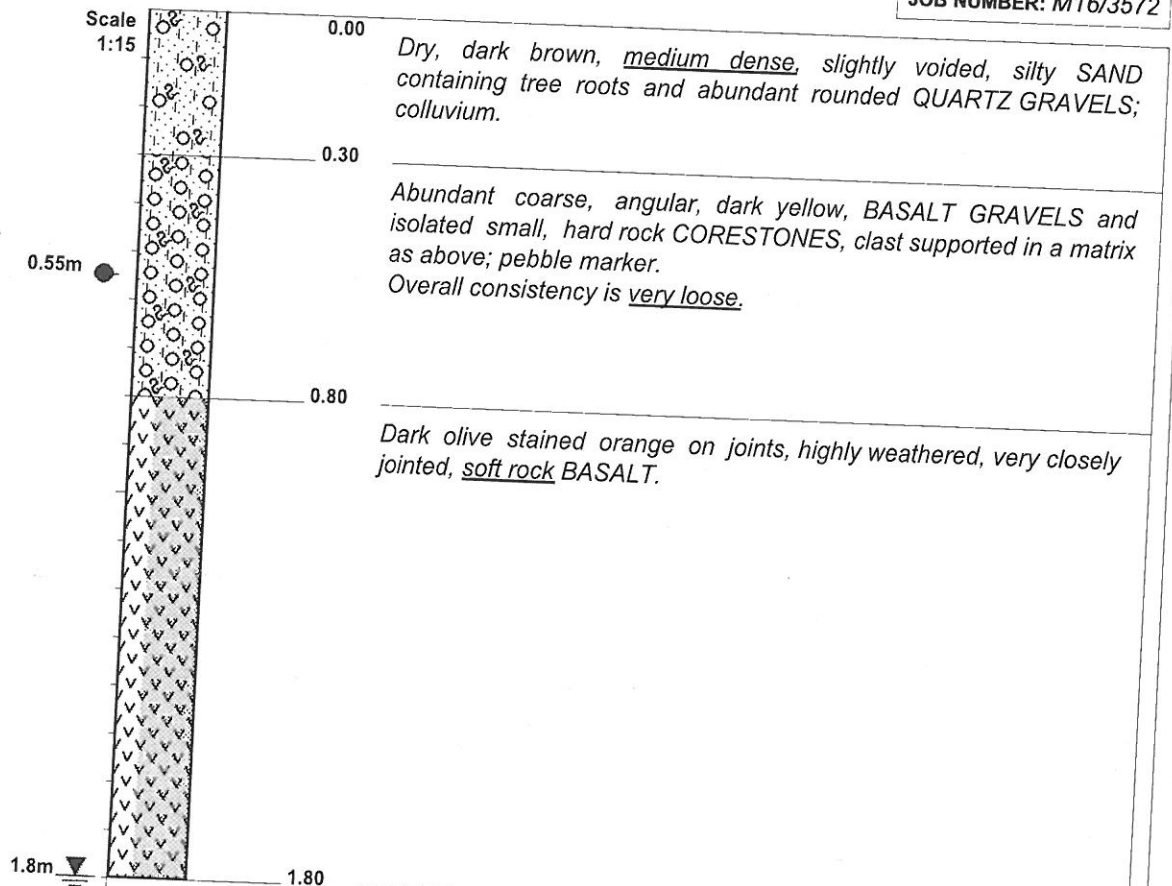 JOB NUMBER: MT6/3572
Scale
1:15
0.00
Dry, dark brown, medium dense, slightly voided, silty SAND
containing tree roots and abundant rounded QUARTZ GRAVELS;
colluvium.
0.30
Abundant coarse, angular, dark yellow, BASALT GRAVELS and
isolated small, hard rock CORESTONES, clast supported in a matrix
as above; pebble marker.
Overall consistency is very loose.
0.55m
0.80
Dark olive stained orange on joints, highly weathered, very closely
jointed, soft rock BASALT.
1.8m
1.80